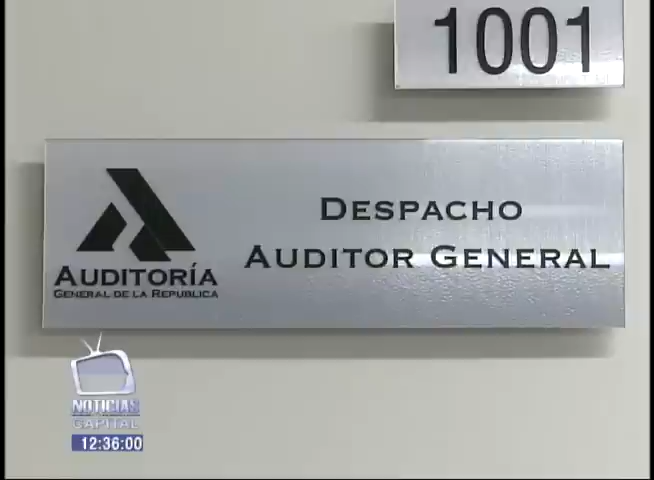 1001
DESPACHO
AUDITOR GENERAL
AUDITORÍA
GENERAL DE LA REPUBLICA
NOTICIAS
CAPITAL
12:36:00